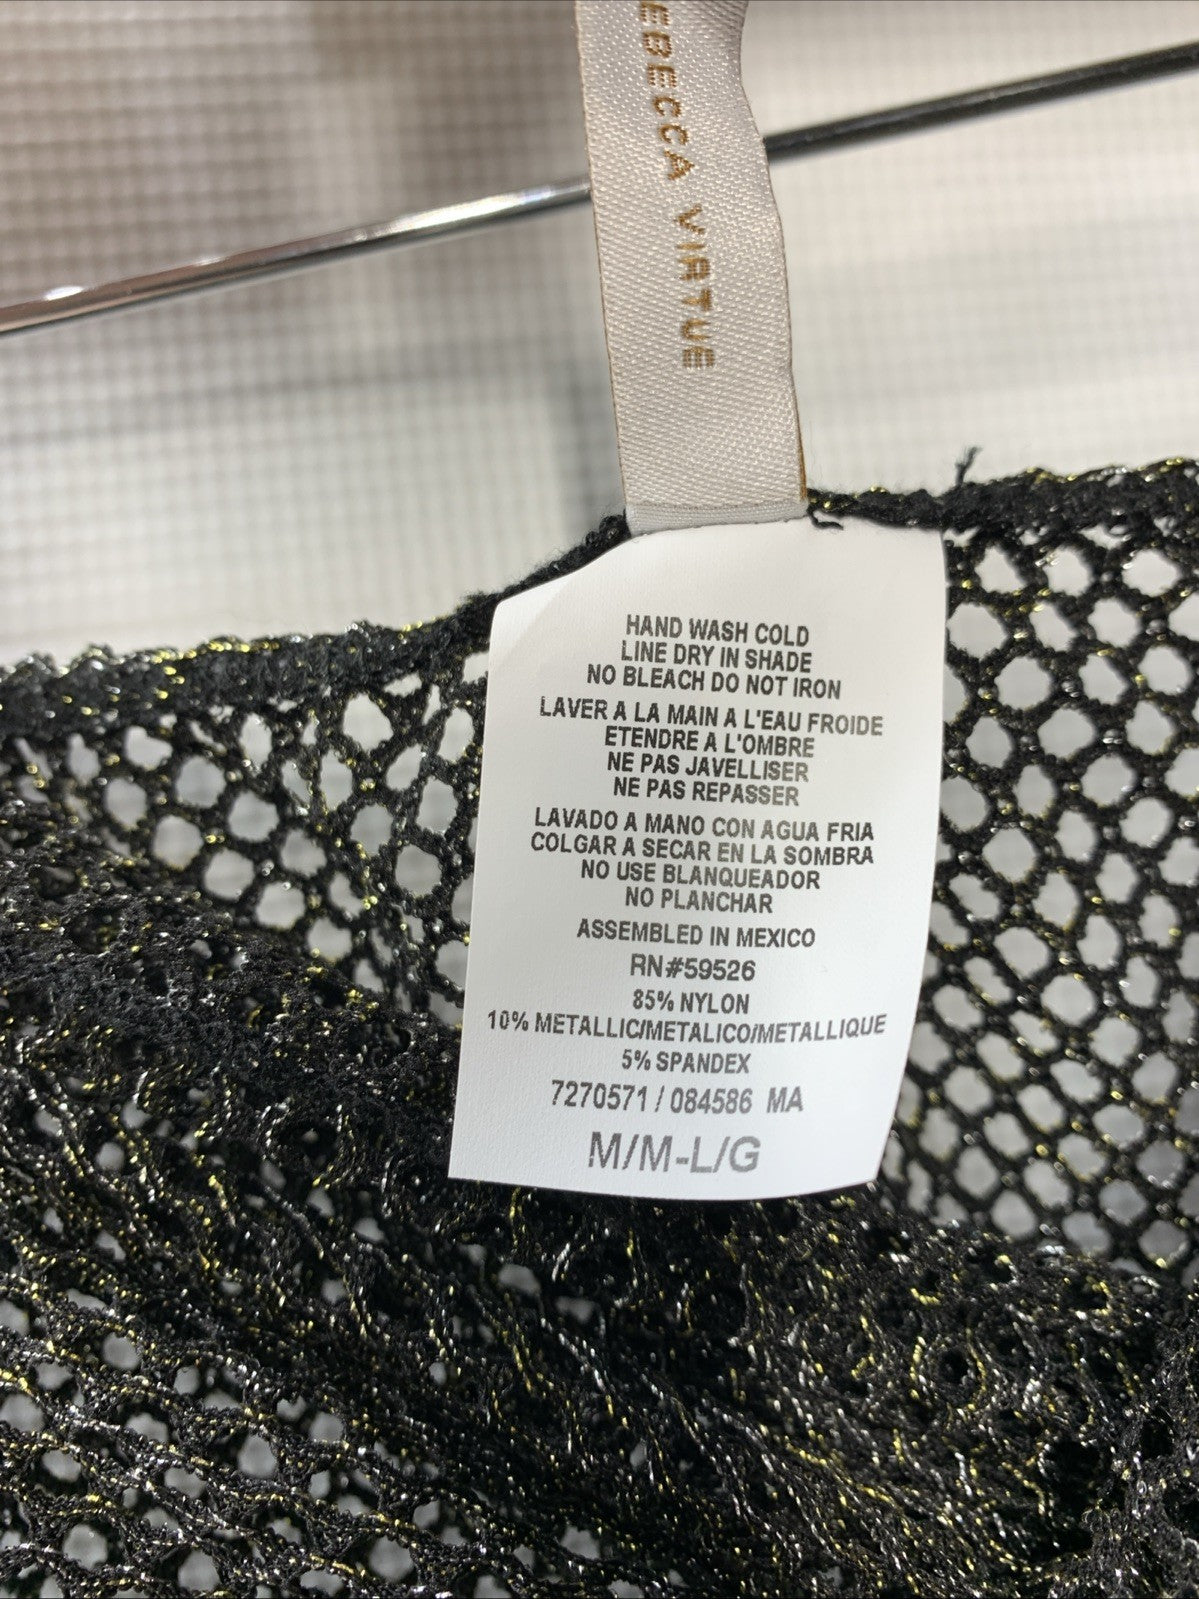 EBECCA VIRTUE
HAND WASH COLD
LINE DRY IN SHADE
NO BLEACH DO NOT IRON
LAVER A LA MAIN A L'EAU FROIDE
ETENDRE A L'OMBRE
NE PAS JAVELLISER
NE PAS REPASSER
LAVADO A MANO CON AGUA FRIA
COLGAR A SECAR EN LA SOMBRA
NO USE BLANQUEADOR
NO PLANCHAR
ASSEMBLED IN MEXICO
RN#59526
85% NYLON
10% METALLIC/METALICO/METALLIQUE
5% SPANDEX
7270571 / 084586 MA
M/M-L/G